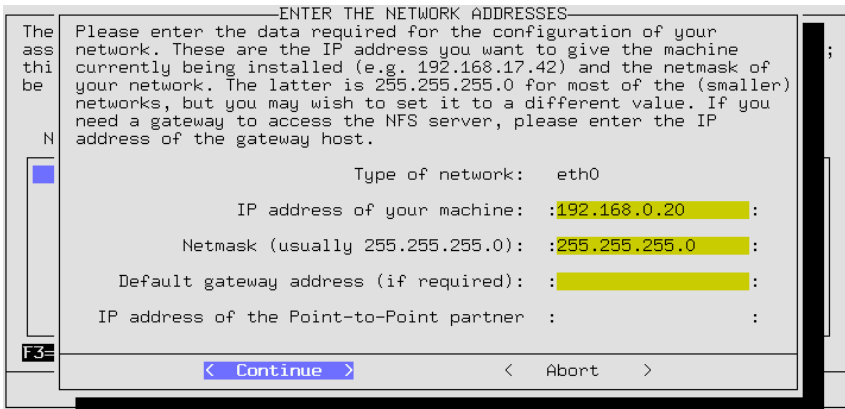 ENTER THE NETWORK ADDRESSES
The
ass
thi
be
Please enter the data required for the configuration of your
network. These are the IP address you want to give the machine
currently being installed (e.g. 192.168.17.42) and the netmask of
your network. The latter is 255.255.255.0 for most of the (smaller)
networks, but you may wish to set it to a different value. If you
need a gateway to access the NFS server, please enter the IP
address of the gateway host.
;
N
Type of network: eth0
IP address of your machine: :192.168.0.20 :
Netmask (usually 255.255.255.0): :255.255.255.0 :
Default gateway address (if required): : :
IP address of the Point-to-Point partner : :
F3=
< Continue > < Abort >